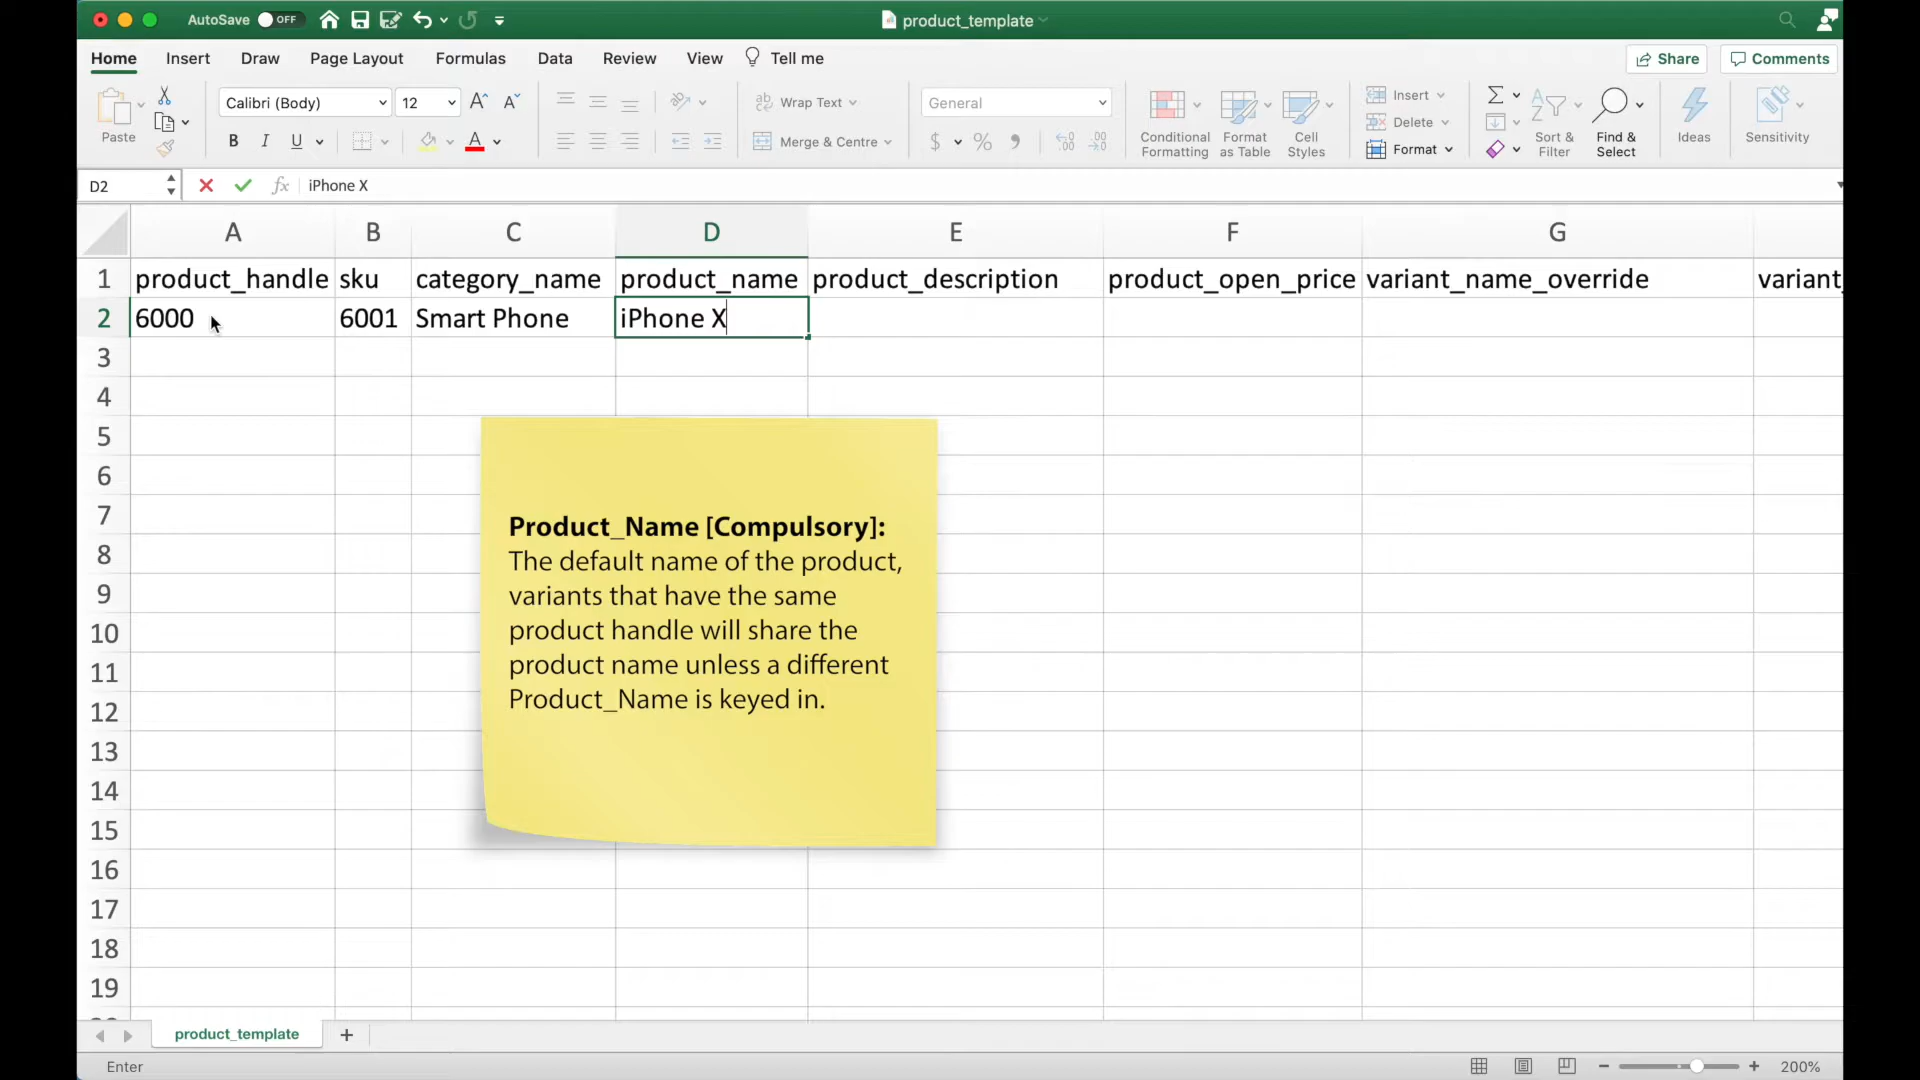 AutoSave OFF product_template
Home Insert Draw Page Layout Formulas Data Review View Tell me Share Comments
Paste Calibri (Body) 12 Wrap Text General Insert
B I U Merge & Centre $ % Conditional Formatting Format as Table Cell Styles Delete Format Sort & Filter Find & Select Ideas Sensitivity
D2 fx iPhone X
A B C D E F G
1 product_handle sku category_name product_name product_description product_open_price variant_name_override variant_
2 6000 6001 Smart Phone iPhone X
3
4
5
6
7
8
9
10
11
12
13
14
15
16
17
18
19
Product_Name [Compulsory]:
The default name of the product,
variants that have the same
product handle will share the
product name unless a different
Product_Name is keyed in.
product_template +
Enter 200%